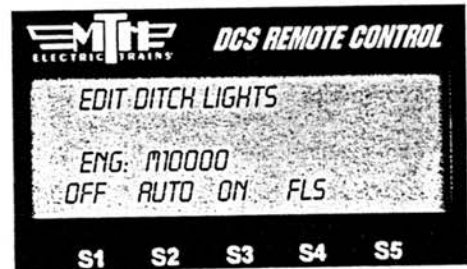 MTH DCS REMOTE CONTROL
ELECTRIC TRAINS
EDIT DITCH LIGHTS
ENG: M10000
OFF AUTO ON FLS
S1 S2 S3 S4 S5